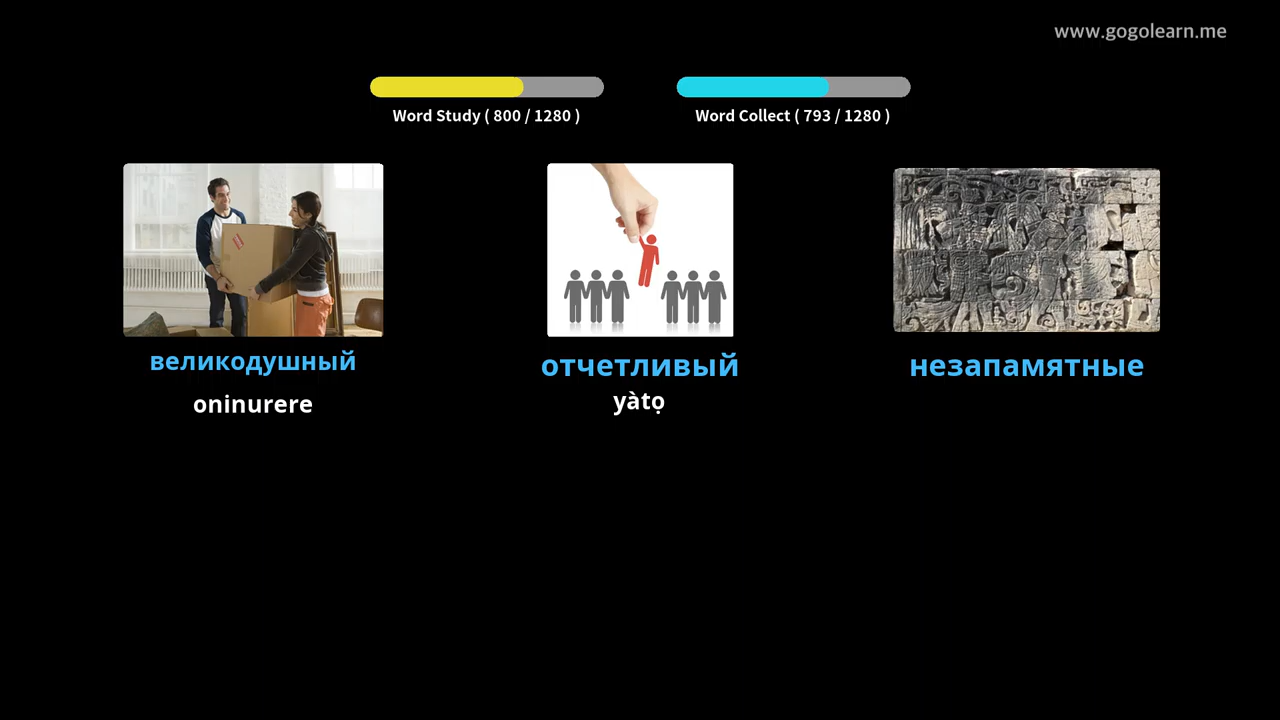 www.gogolearn.me
Word Study ( 800 / 1280 )
Word Collect ( 793 / 1280 )
великодушный
отчетливый
незапамятные
oninurere
yàtọ